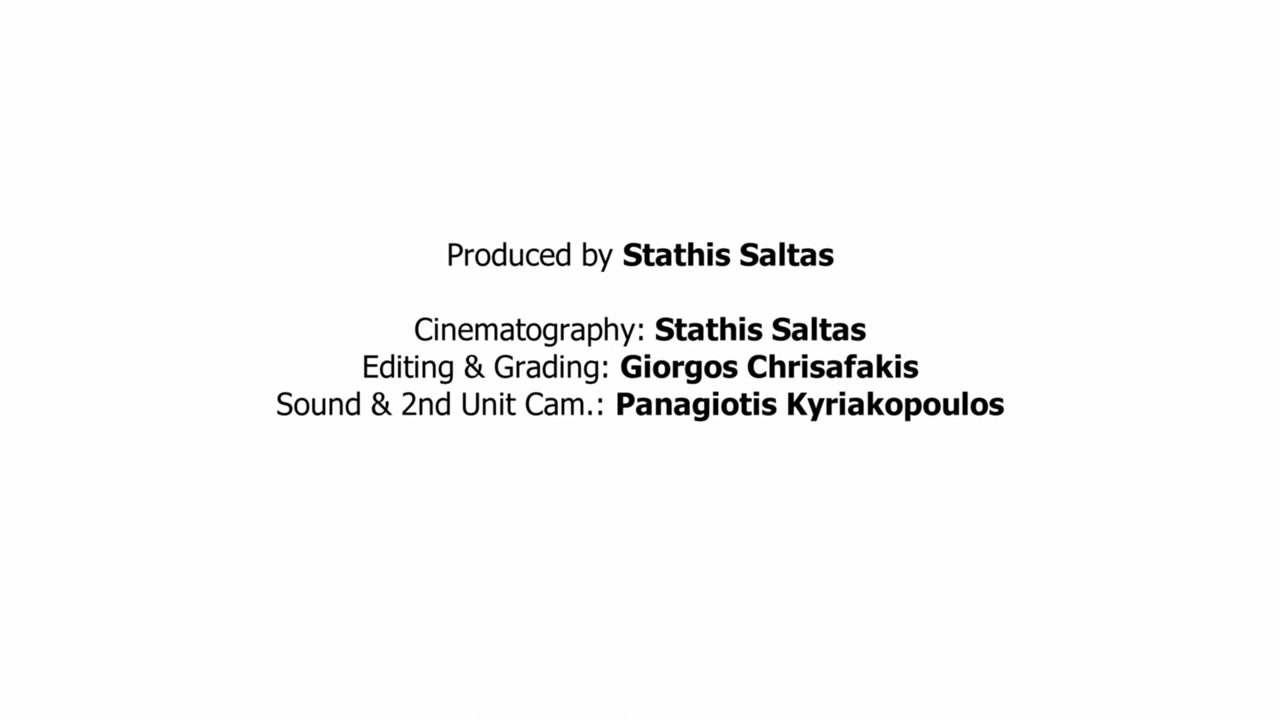 Produced by Stathis Saltas
Cinematography: Stathis Saltas
Editing & Grading: Giorgos Chrisafakis
Sound & 2nd Unit Cam.: Panagiotis Kyriakopoulos